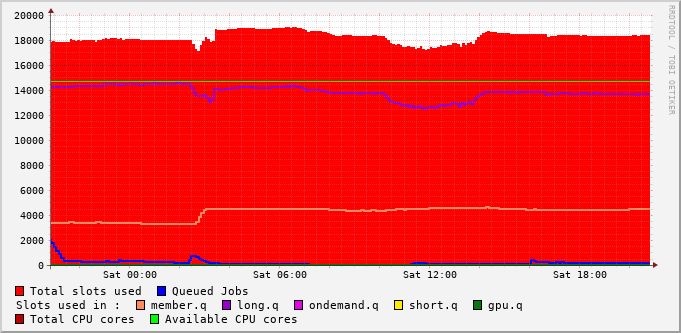 RRDTOOL / TOBI OETIKER
20000
18000
16000
14000
12000
10000
8000
6000
4000
2000
0
Sat 00:00 Sat 06:00 Sat 12:00 Sat 18:00
Total slots used Queued Jobs
Slots used in : member.q long.q ondemand.q short.q gpu.q
Total CPU cores Available CPU cores